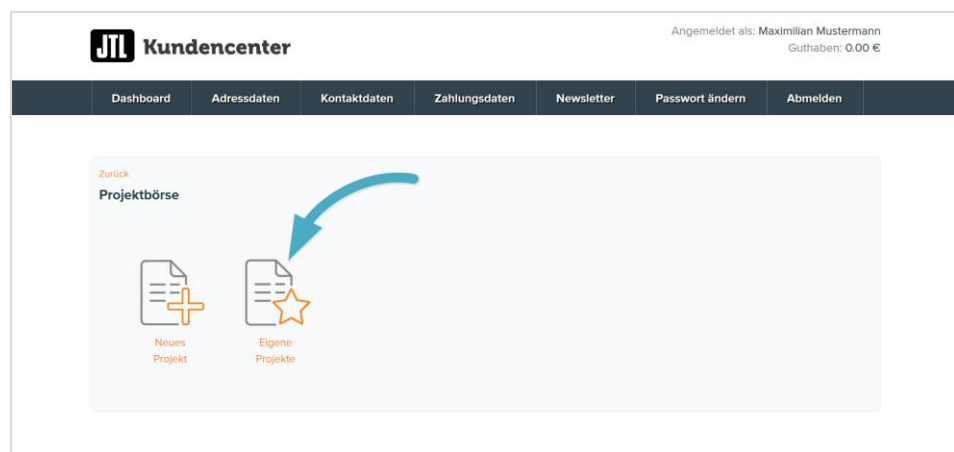 JTL Kundencenter
Angemeldet als: Maximilian Mustermann
Guthaben: 0.00 €
Dashboard Adressdaten Kontaktdaten Zahlungsdaten Newsletter Passwort ändern Abmelden
Zurück
Projektbörse
Neues Projekt
Eigene Projekte